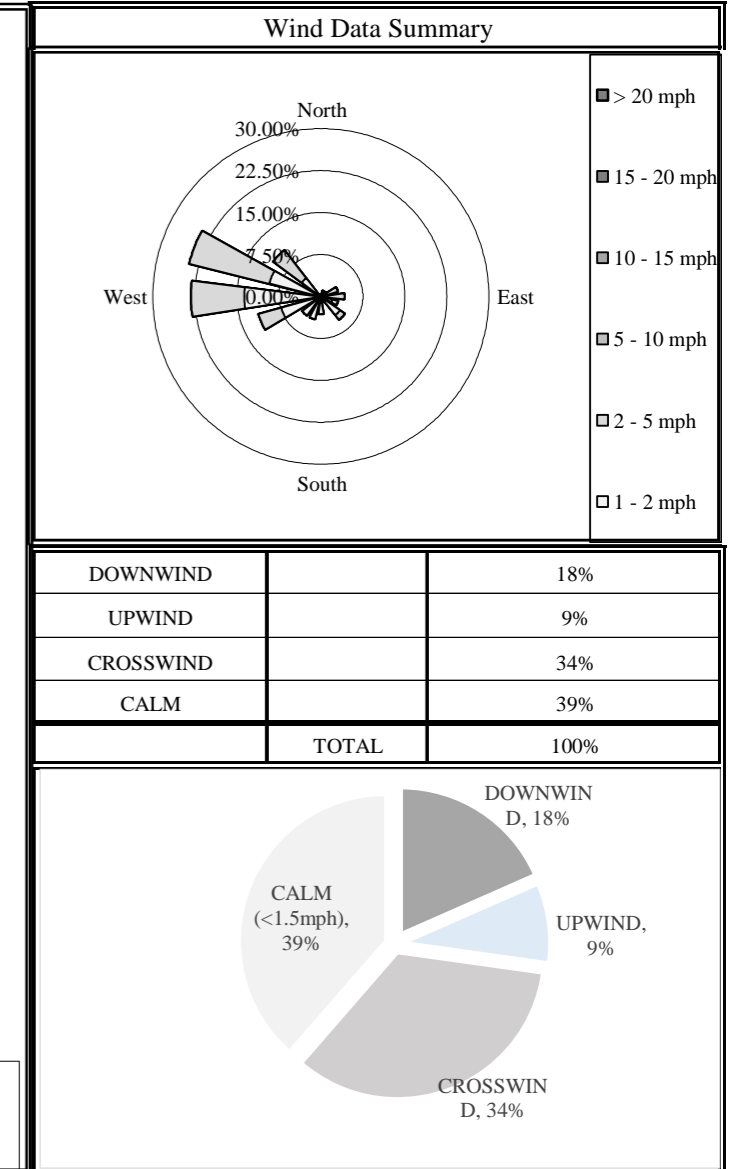 Wind Data Summary
North
30.00%
22.50%
15.00%
7.50%
0.00%
West
East
South
> 20 mph
15 - 20 mph
10 - 15 mph
5 - 10 mph
2 - 5 mph
1 - 2 mph
DOWNWIND 18%
UPWIND 9%
CROSSWIND 34%
CALM 39%
TOTAL 100%
DOWNWIN
D, 18%
CALM
(<1.5mph),
39%
UPWIND,
9%
CROSSWIN
D, 34%